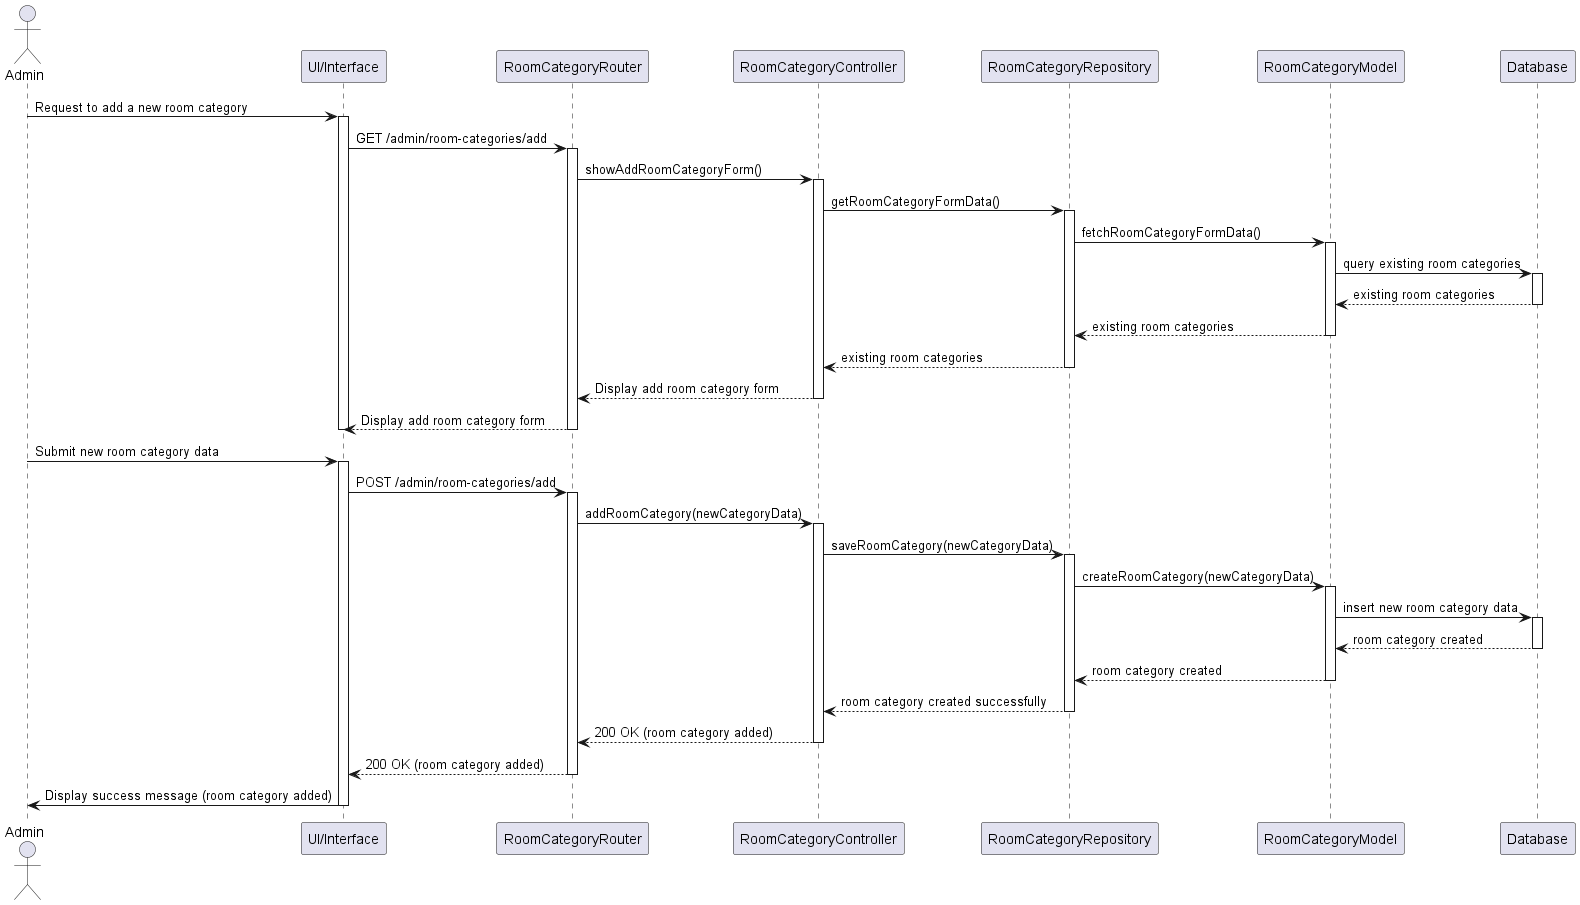 Admin
UI/Interface
RoomCategoryRouter
RoomCategoryController
RoomCategoryRepository
RoomCategoryModel
Database
Request to add a new room category
GET /admin/room-categories/add
showAddRoomCategoryForm()
getRoomCategoryFormData()
fetchRoomCategoryFormData()
query existing room categories
existing room categories
existing room categories
existing room categories
Display add room category form
Display add room category form
Submit new room category data
POST /admin/room-categories/add
addRoomCategory(newCategoryData)
saveRoomCategory(newCategoryData)
createRoomCategory(newCategoryData)
insert new room category data
room category created
room category created
room category created successfully
200 OK (room category added)
200 OK (room category added)
Display success message (room category added)
Admin
UI/Interface
RoomCategoryRouter
RoomCategoryController
RoomCategoryRepository
RoomCategoryModel
Database